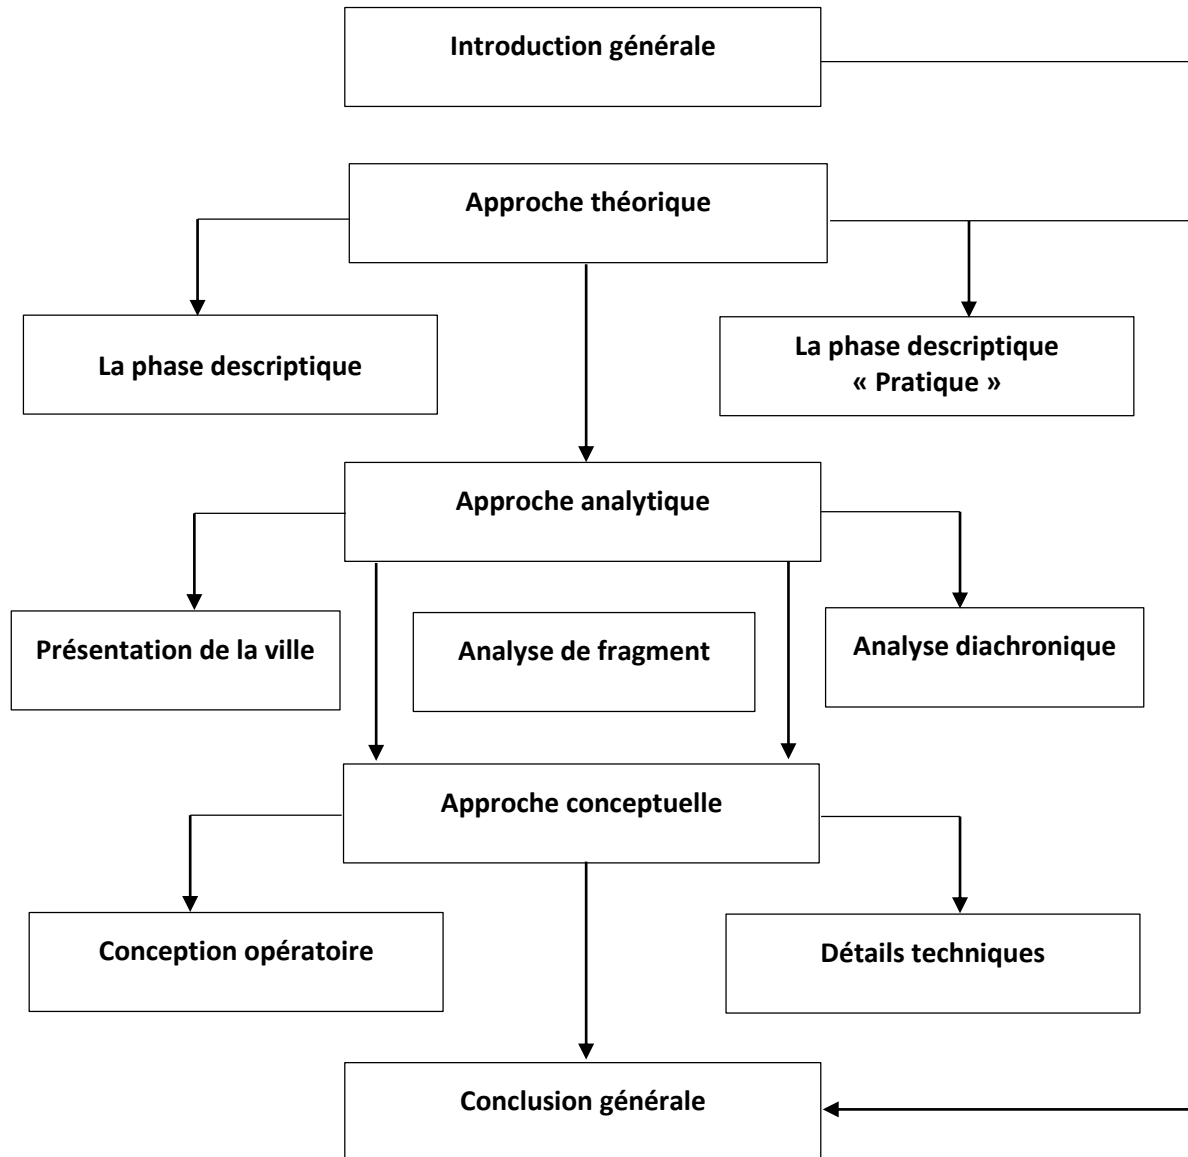 Introduction générale
Approche théorique
La phase descriptique
La phase descriptique
« Pratique »
Approche analytique
Présentation de la ville
Analyse de fragment
Analyse diachronique
Approche conceptuelle
Conception opératoire
Détails techniques
Conclusion générale